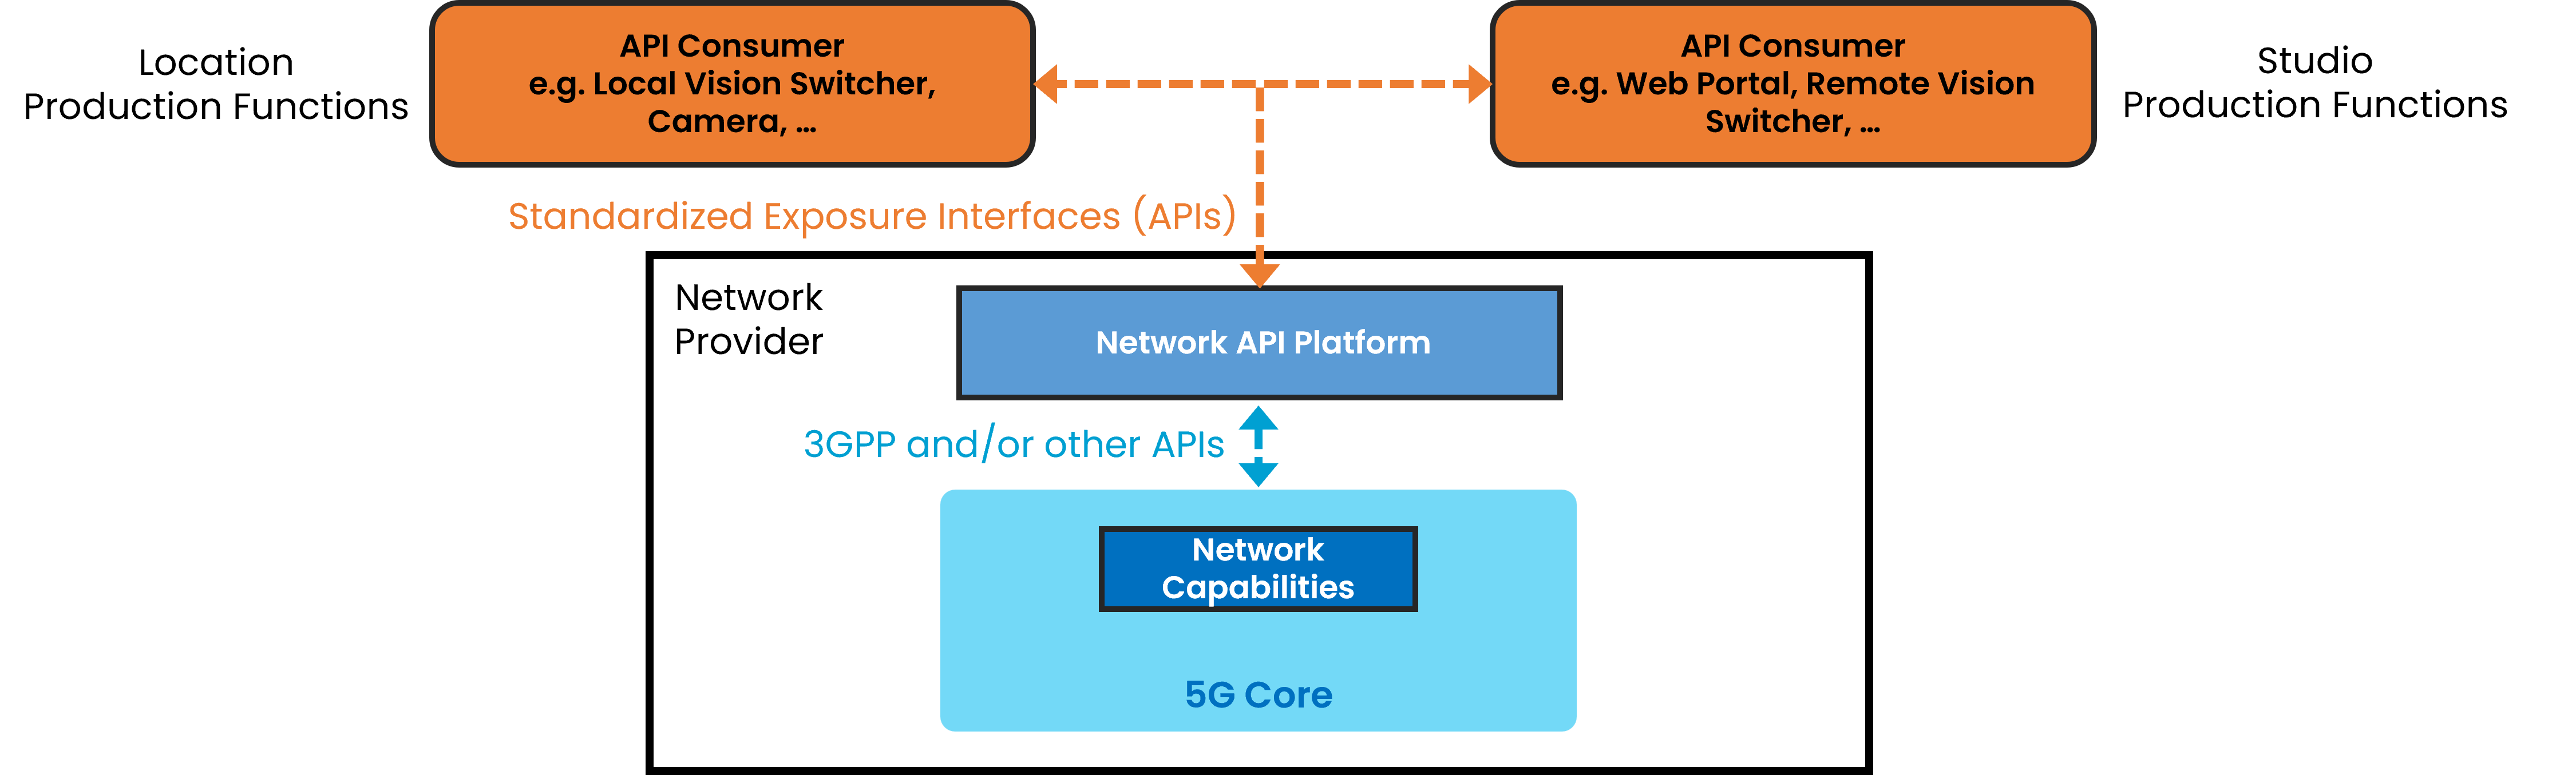 Location
Production Functions
API Consumer
e.g. Local Vision Switcher,
Camera, ...
API Consumer
e.g. Web Portal, Remote Vision
Switcher, ...
Studio
Production Functions
Standardized Exposure Interfaces (APIs)
Network
Provider
Network API Platform
3GPP and/or other APIs
Network
Capabilities
5G Core